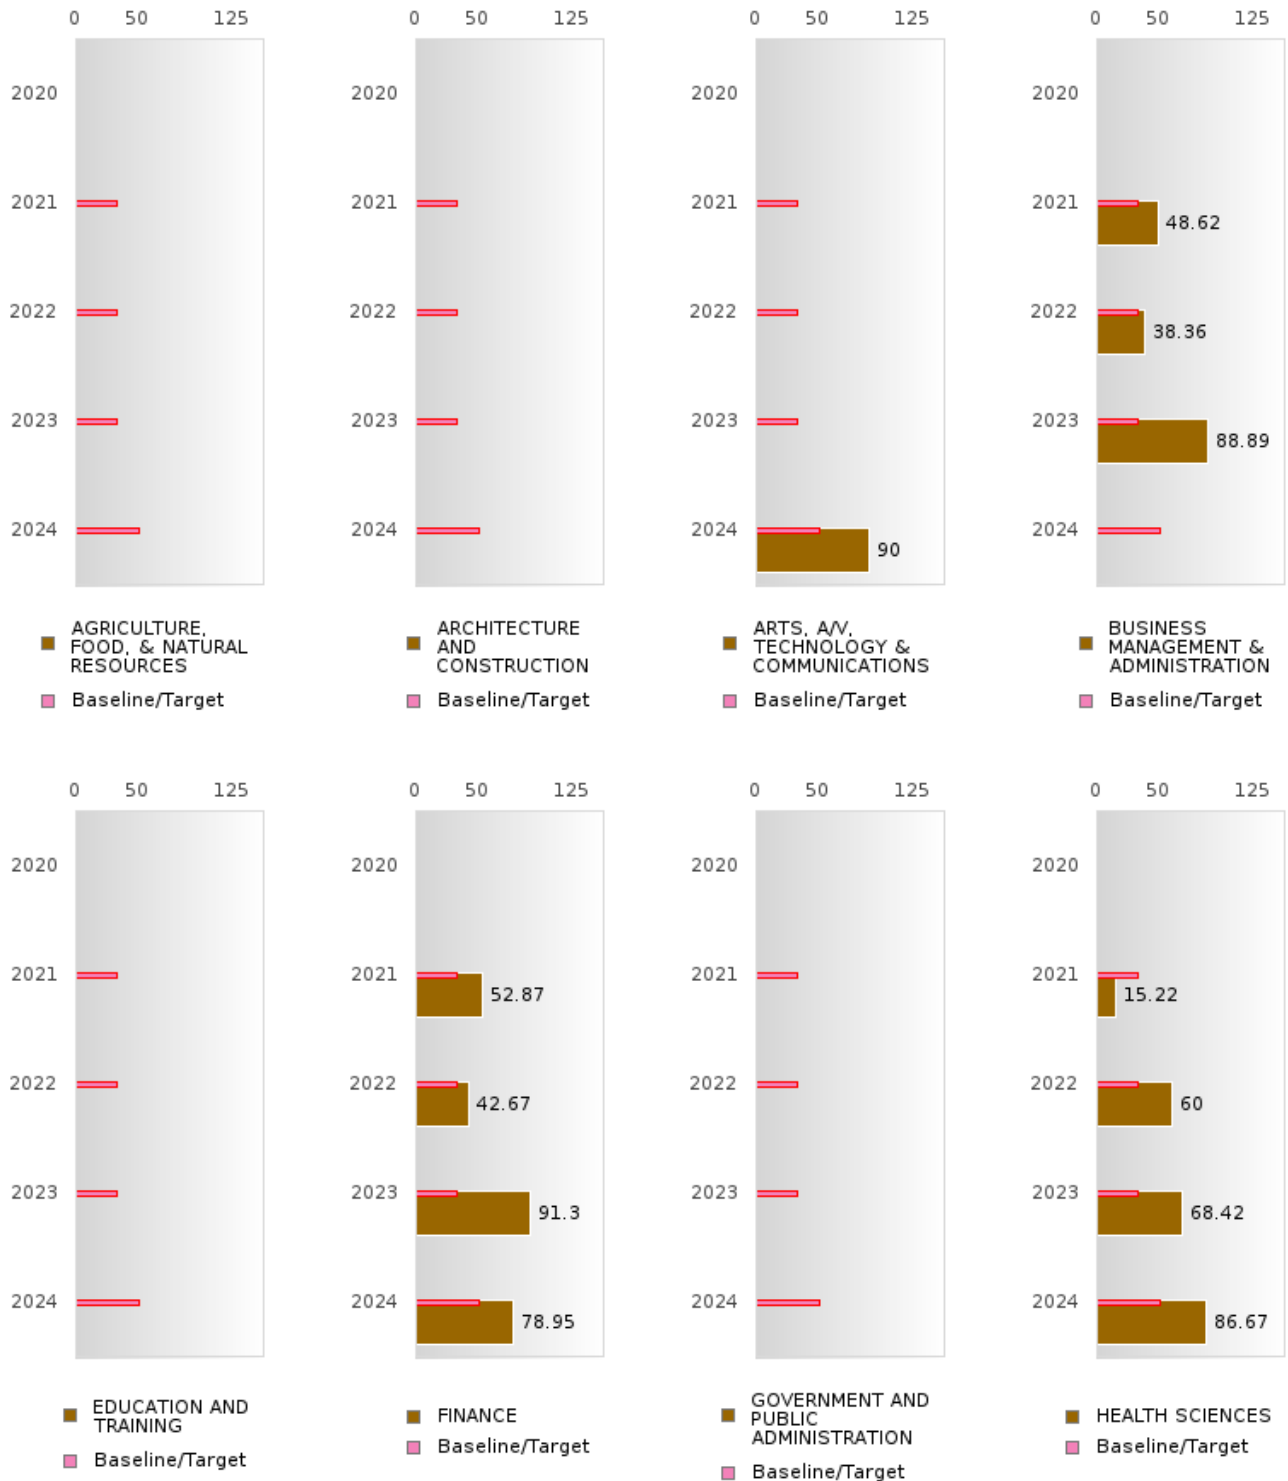 0 50 125
2020
2021
2022
2023
2024
AGRICULTURE,
FOOD, & NATURAL
RESOURCES
Baseline/Target
0 50 125
2020
2021
2022
2023
2024
ARCHITECTURE
AND
CONSTRUCTION
Baseline/Target
0 50 125
2020
2021
2022
2023
2024
90
ARTS, A/V,
TECHNOLOGY &
COMMUNICATIONS
Baseline/Target
0 50 125
2020
2021
48.62
2022
38.36
2023
88.89
2024
BUSINESS
MANAGEMENT &
ADMINISTRATION
Baseline/Target
0 50 125
2020
2021
2022
2023
2024
EDUCATION AND
TRAINING
Baseline/Target
0 50 125
2020
2021
52.87
2022
42.67
2023
91.3
2024
78.95
FINANCE
Baseline/Target
0 50 125
2020
2021
2022
2023
2024
GOVERNMENT AND
PUBLIC
ADMINISTRATION
Baseline/Target
0 50 125
2020
2021
15.22
2022
60
2023
68.42
2024
86.67
HEALTH SCIENCES
Baseline/Target